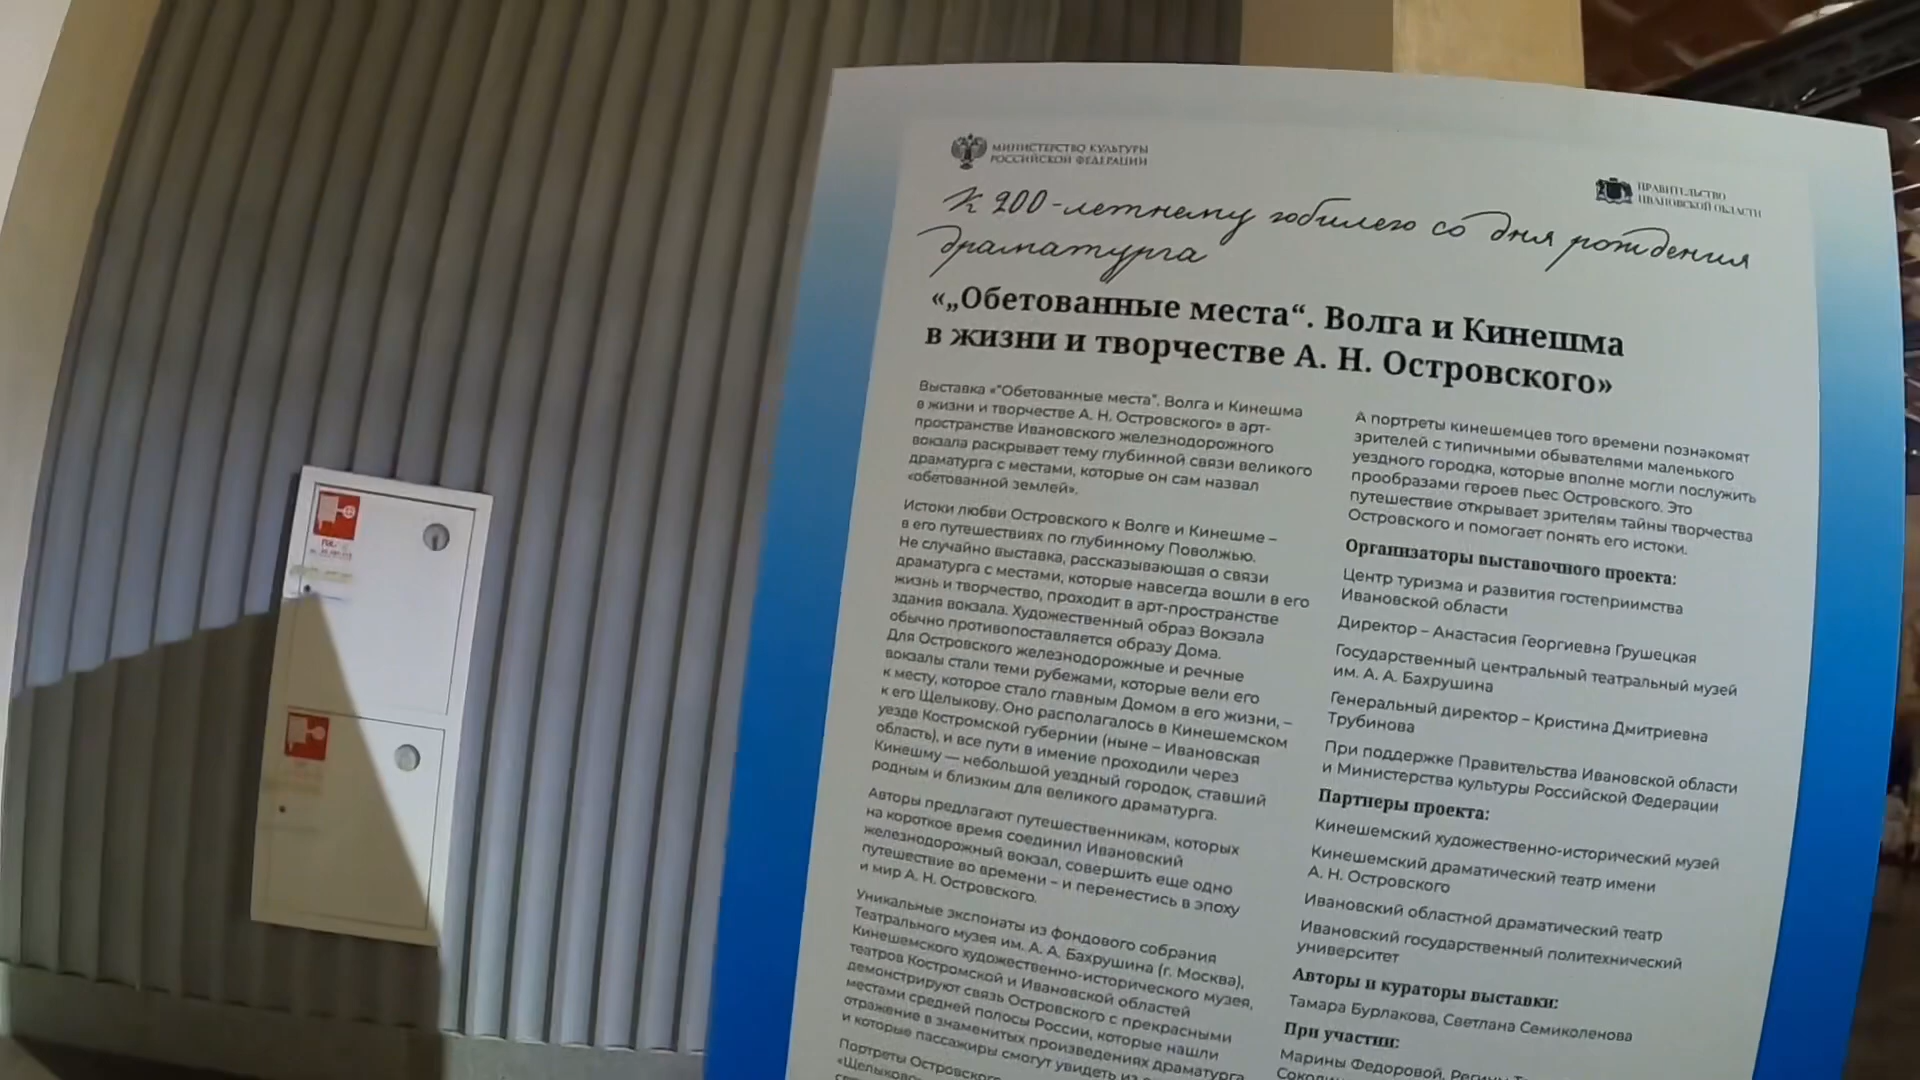 МИНИСТЕРСТВО КУЛЬТУРЫ
РОССИЙСКОЙ ФЕДЕРАЦИИ
ПРАВИТЕЛЬСТВО
ИВАНОВСКОЙ ОБЛАСТИ
К 200-летнему юбилею со дня рождения
драматурга
«„Обетованные места“. Волга и Кинешма
в жизни и творчестве А. Н. Островского»
Выставка «"Обетованные места". Волга и Кинешма
в жизни и творчестве А. Н. Островского» в арт-
пространстве Ивановского железнодорожного
вокзала раскрывает тему глубинной связи великого
драматурга с местами, которые он сам назвал
«обетованной землей».
Истоки любви Островского к Волге и Кинешме –
в его путешествиях по глубинному Поволжью.
Не случайно выставка, рассказывающая о связи
драматурга с местами, которые навсегда вошли в его
жизнь и творчество, проходит в арт-пространстве
здания вокзала. Художественный образ Вокзала
обычно противопоставляется образу Дома.
Для Островского железнодорожные и речные
вокзалы стали теми рубежами, которые вели его
к месту, которое стало главным Домом в его жизни, –
к его Щелыкову. Оно располагалось в Кинешемском
уезде Костромской губернии (ныне – Ивановская
область), и все пути в имение проходили через
Кинешму — небольшой уездный городок, ставший
родным и близким для великого драматурга.
Авторы предлагают путешественникам, которых
на короткое время соединил Ивановский
железнодорожный вокзал, совершить еще одно
путешествие во времени – и перенестись в эпоху
и мир А. Н. Островского.
Уникальные экспонаты из фондового собрания
Театрального музея им. А. А. Бахрушина (г. Москва),
Кинешемского художественно-исторического музея,
театров Костромской и Ивановской областей
демонстрируют связь Островского с прекрасными
местами средней полосы России, которые нашли
отражение в знаменитых произведениях драматурга
и которые пассажиры смогут увидеть из
Портреты Островского
А портреты кинешемцев того времени познакомят
зрителей с типичными обывателями маленького
уездного городка, которые вполне могли послужить
прообразами героев пьес Островского. Это
путешествие открывает зрителям тайны творчества
Островского и помогает понять его истоки.
Организаторы выставочного проекта:
Центр туризма и развития гостеприимства
Ивановской области
Директор – Анастасия Георгиевна Грушецкая
Государственный центральный театральный музей
им. А. А. Бахрушина
Генеральный директор – Кристина Дмитриевна
Трубинова
При поддержке Правительства Ивановской области
и Министерства культуры Российской Федерации
Партнеры проекта:
Кинешемский художественно-исторический музей
Кинешемский драматический театр имени
А. Н. Островского
Ивановский областной драматический театр
Ивановский государственный политехнический
университет
Авторы и кураторы выставки:
Тамара Бурлакова, Светлана Семиколенова
При участии:
Марины Федоровой,